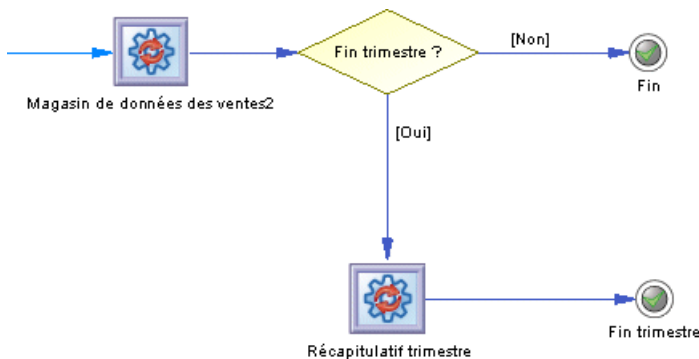 Fin trimestre ?
[Non]
Fin
Magasin de données des ventes2
[Oui]
Fin trimestre
Récapitulatif trimestre